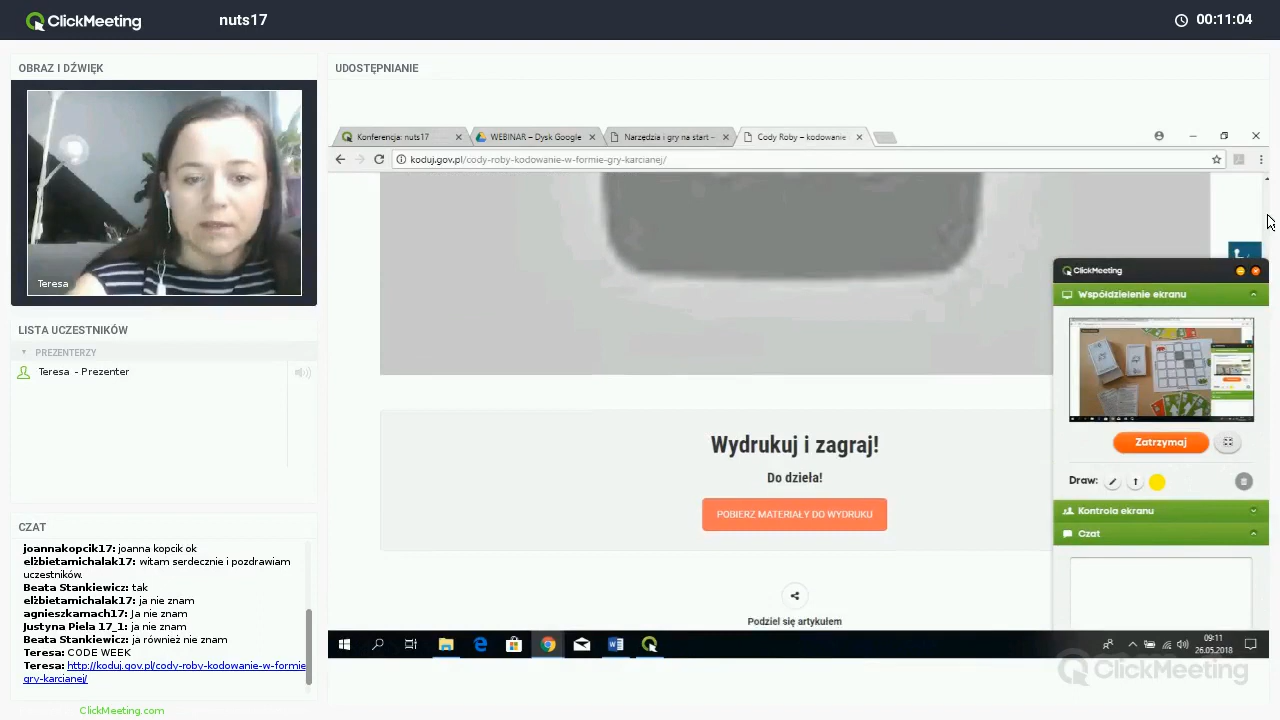 ClickMeeting
nuts17
00:11:04
OBRAZ I DŹWIĘK
Teresa
LISTA UCZESTNIKÓW
PREZENTERZY
Teresa - Prezenter
CZAT
joannakopcik17: joanna kopcik ok
elżbietamichalak17: witam serdecznie i pozdrawiam
uczestników.
Beata Stankiewicz: tak
elżbietamichalak17: ja nie znam
agnieszkamach17: Ja nie znam
Justyna Piela 17_1: ja nie znam
Beata Stankiewicz: ja również nie znam
Teresa: CODE WEEK
Teresa: http://koduj.gov.pl/cody-roby-kodowanie-w-formie
gry-karcianej/
ClickMeeting.com
UDOSTĘPNIANIE
Konferencja: nuts17
WEBINAR – Dysk Google
Narzędzia i gry na start –
Cody Roby – kodowanie
koduj.gov.pl/cody-roby-kodowanie-w-formie-gry-karcianej/
Wydrukuj i zagraj!
Do dzieła!
POBIERZ MATERIAŁY DO WYDRUKU
Podziel się artykułem
ClickMeeting
Współdzielenie ekranu
Zatrzymaj
Draw:
Kontrola ekranu
Czat
09:11
26.05.2018
ClickMeeting